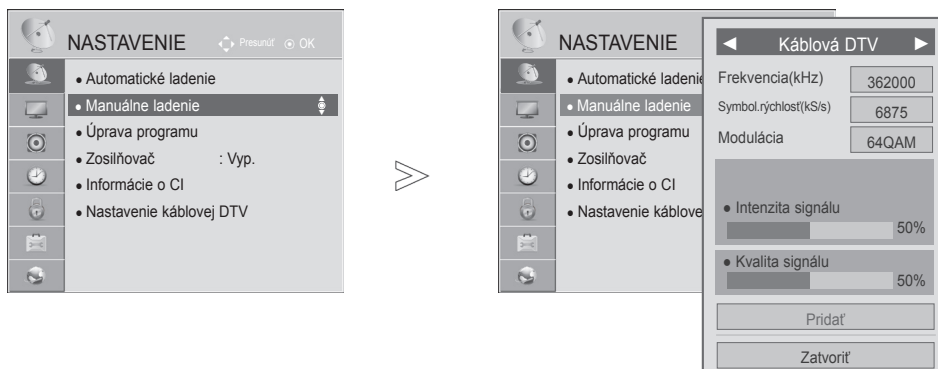 NASTAVENIE
Presunúť OK
● Automatické ladenie
● Manuálne ladenie
● Úprava programu
● Zosilňovač : Vyp.
● Informácie o CI
● Nastavenie káblovej DTV
NASTAVENIE
● Automatické ladenie
● Manuálne ladenie
● Úprava programu
● Zosilňovač
● Informácie o CI
● Nastavenie káblove
◄ Káblová DTV ►
Frekvencia(kHz) 362000
Symbol.rýchlosť(kS/s) 6875
Modulácia 64QAM
● Intenzita signálu
50%
● Kvalita signálu
50%
Pridať
Zatvoriť